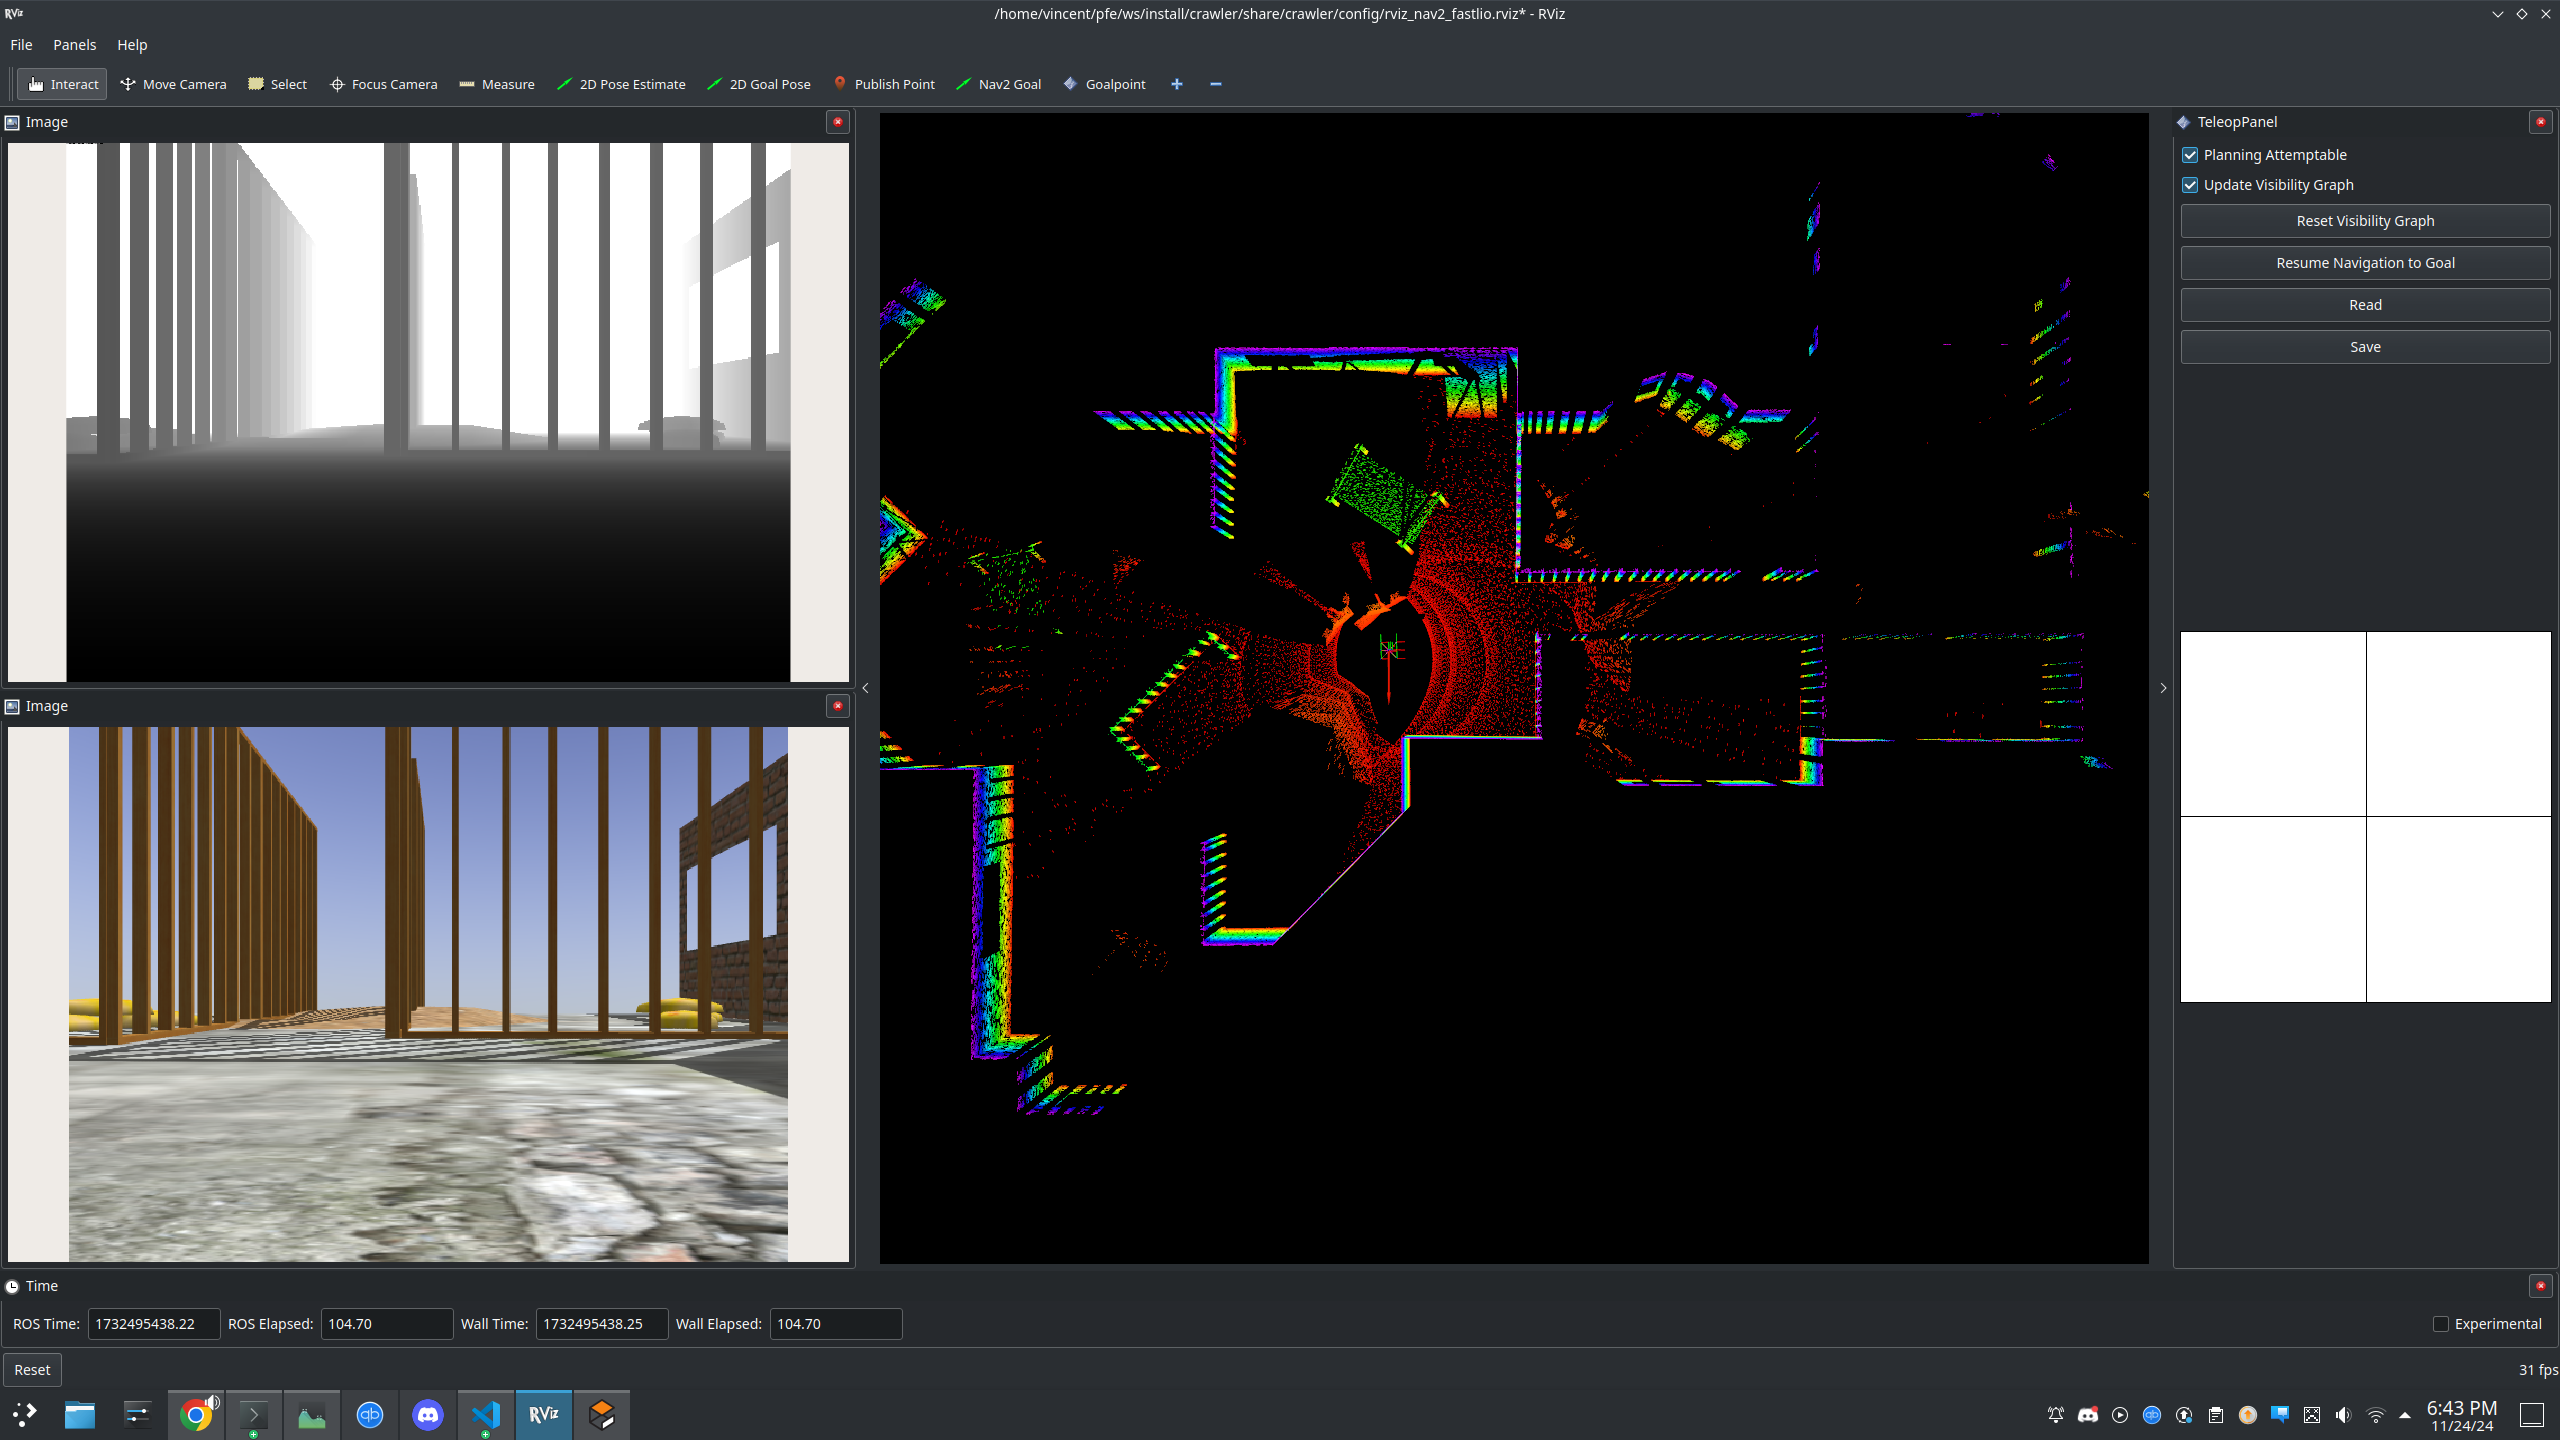 RViz
/home/vincent/pfe/ws/install/crawler/share/crawler/config/rviz_nav2_fastlio.rviz* - RViz
File Panels Help
Interact Move Camera Select Focus Camera Measure 2D Pose Estimate 2D Goal Pose Publish Point Nav2 Goal Goalpoint
Image
TeleopPanel
Planning Attemptable
Update Visibility Graph
Reset Visibility Graph
Resume Navigation to Goal
Read
Save
Image
Time
ROS Time: 1732495438.22 ROS Elapsed: 104.70 Wall Time: 1732495438.25 Wall Elapsed: 104.70 Experimental
Reset 31 fps
qb RViz qb 6:43 PM
11/24/24